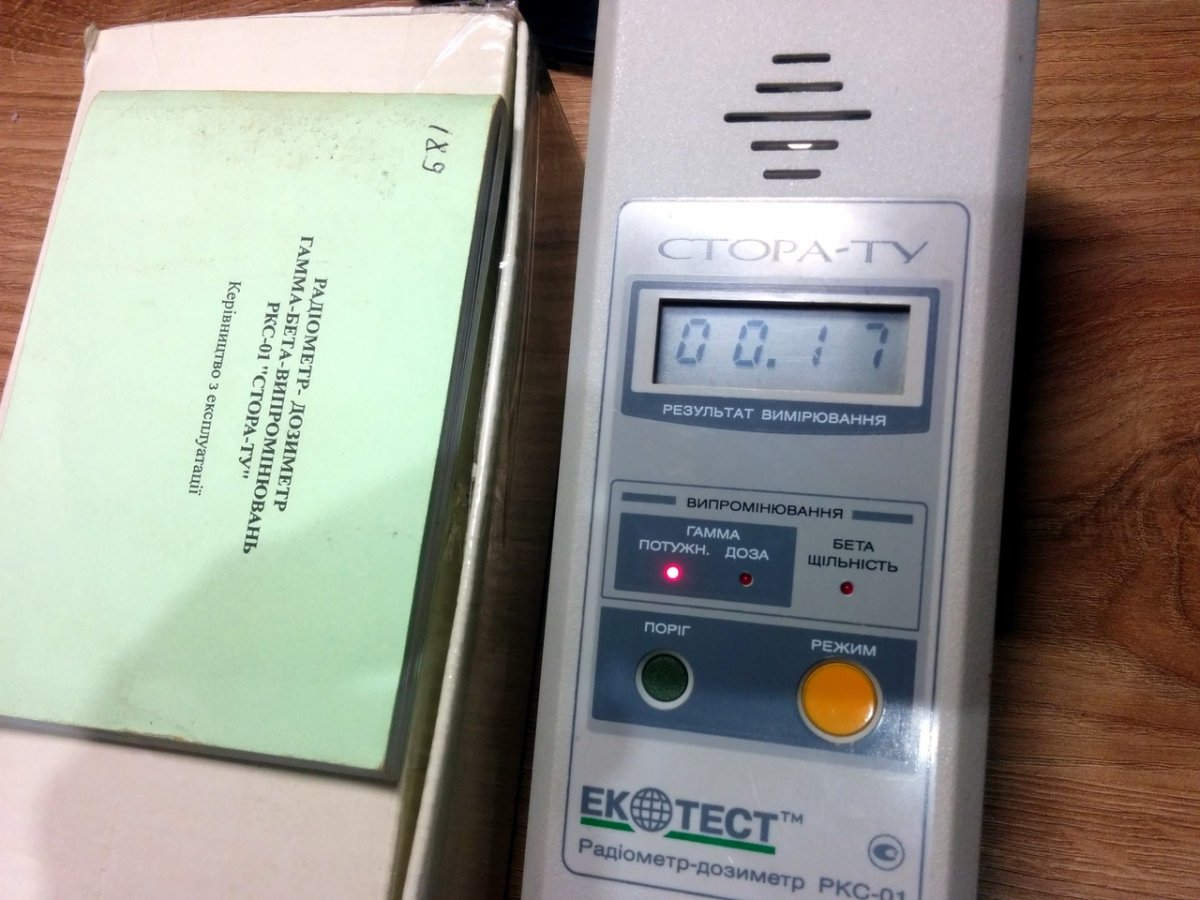 189
РАДІОМЕТР- ДОЗИМЕТР
ГАММА-БЕТА-ВИПРОМІНЮВАНЬ
РКС-01 "СТОРА-ТУ"
Керівництво з експлуатації
СТОРА-ТУ
00.17
РЕЗУЛЬТАТ ВИМІРЮВАННЯ
ВИПРОМІНЮВАННЯ
ГАММА
ПОТУЖН. ДОЗА
БЕТА
ЩІЛЬНІСТЬ
ПОРІГ
РЕЖИМ
ЕКОТЕСТ™
Радіометр-дозиметр РКС-01